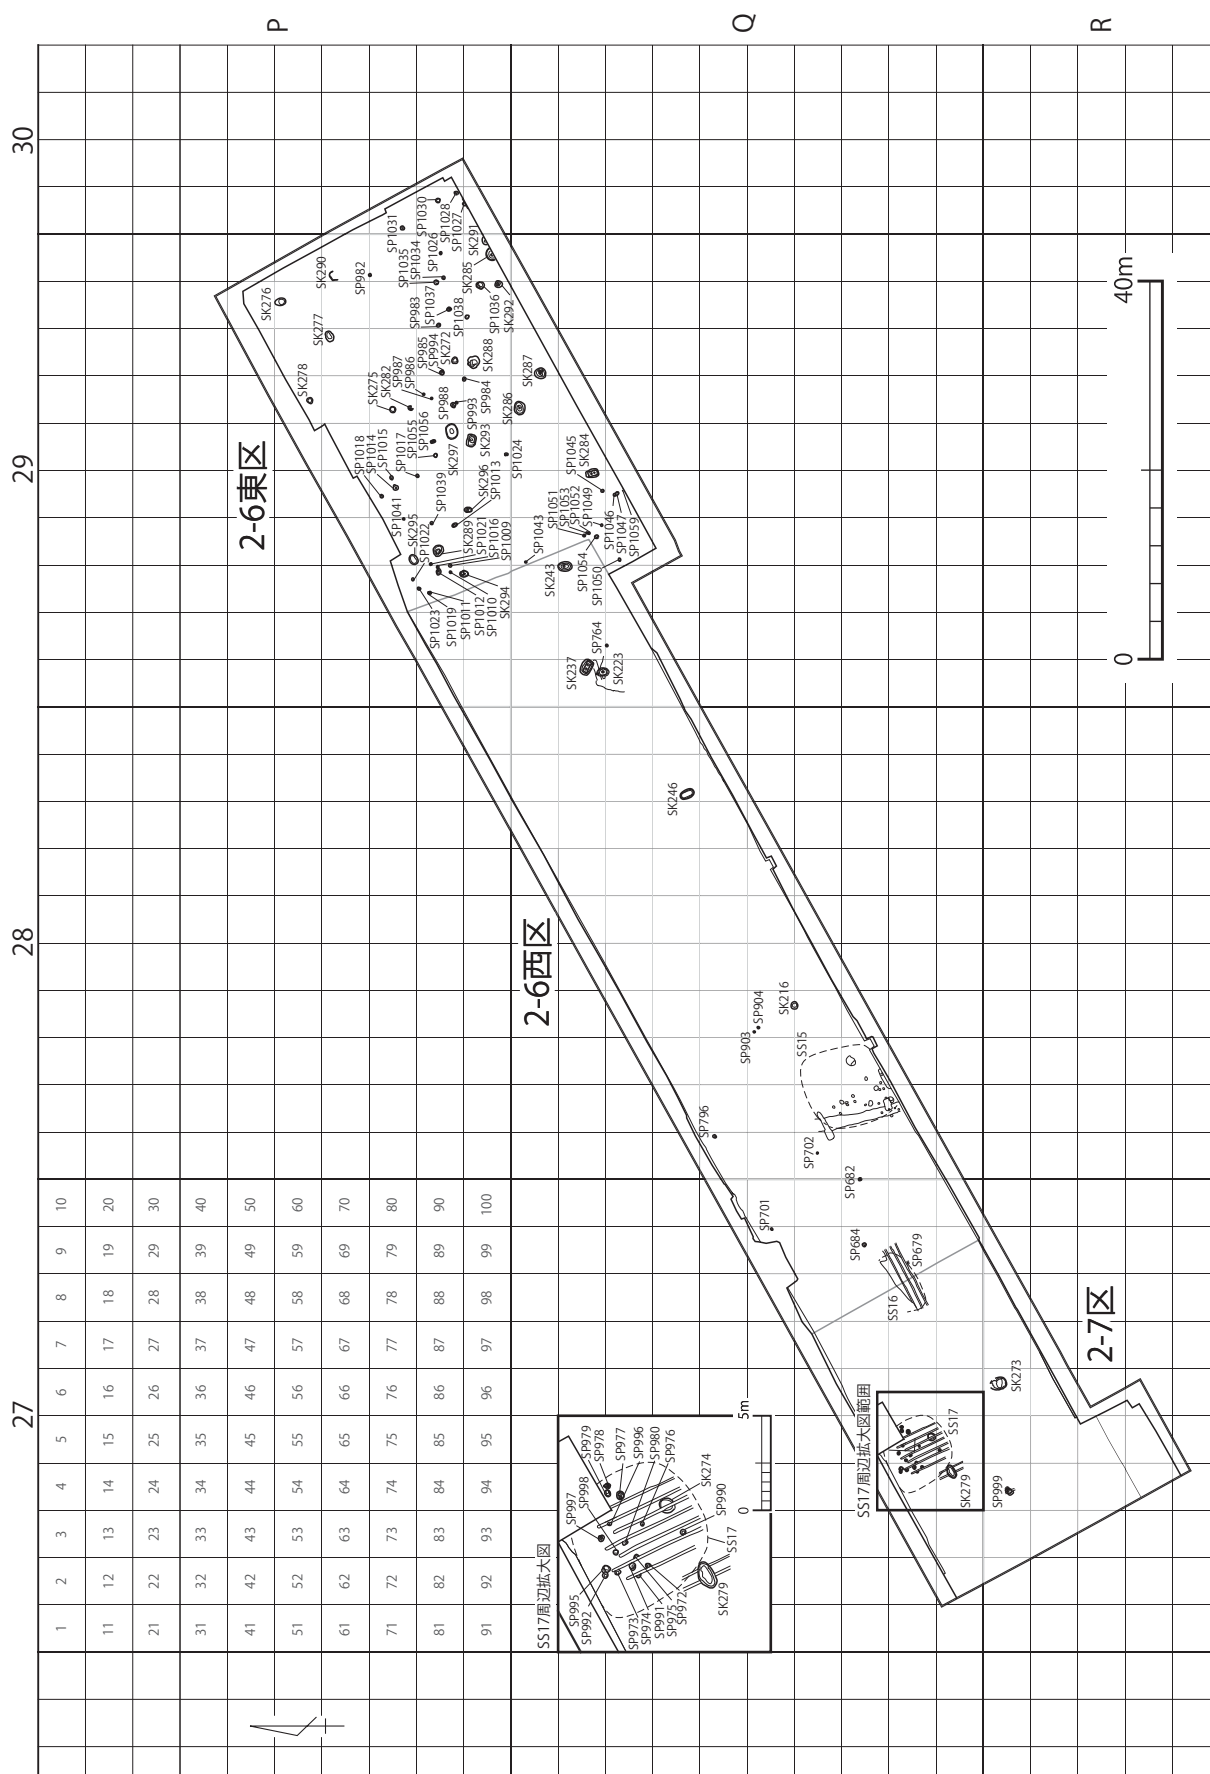 P
Q
R
30
29
28
27
2-6東区
2-6西区
2-7区
SK276
SK290
SP982
SK277
SK278
SP1031
SP1030
SP1028
SP1027
SK291
SP1026
SP1034
SP1035
SK285
SP1037
SP983
SP1038
SP1036
SK292
SP985
SP994
SK272
SK288
SK287
SK275
SK282
SP987
SP986
SP988
SP984
SP993
SK286
SK293
SK297
SP1055
SP1056
SP1024
SP1018
SP1014
SP1015
SP1017
SP1039
SK296
SP1013
SP1041
SK295
SP1022
SK289
SP1021
SP1016
SP1009
SP1023
SP1019
SP1011
SP1012
SP1010
SK294
SP1043
SP1045
SK284
SP1051
SP1053
SP1052
SP1049
SP1046
SP1047
SP1059
SP1054
SP1050
SK243
SP764
SK237
SK223
SK246
SP904
SP903
SK216
SS15
SP796
SP702
SP682
SP701
SP684
SP679
SS16
SK273
SS17周辺拡大図範囲
SS17
SK279
SP999
0
40m
1 2 3 4 5 6 7 8 9 10
11 12 13 14 15 16 17 18 19 20
21 22 23 24 25 26 27 28 29 30
31 32 33 34 35 36 37 38 39 40
41 42 43 44 45 46 47 48 49 50
51 52 53 54 55 56 57 58 59 60
61 62 63 64 65 66 67 68 69 70
71 72 73 74 75 76 77 78 79 80
81 82 83 84 85 86 87 88 89 90
91 92 93 94 95 96 97 98 99 100
SS17周辺拡大図
SP979
SP978
SP977
SP996
SP980
SP976
SK274
SP990
SS17
SP998
SP997
SP995
SP992
SP973
SP974
SP991
SP975
SP972
SK279
0
5m